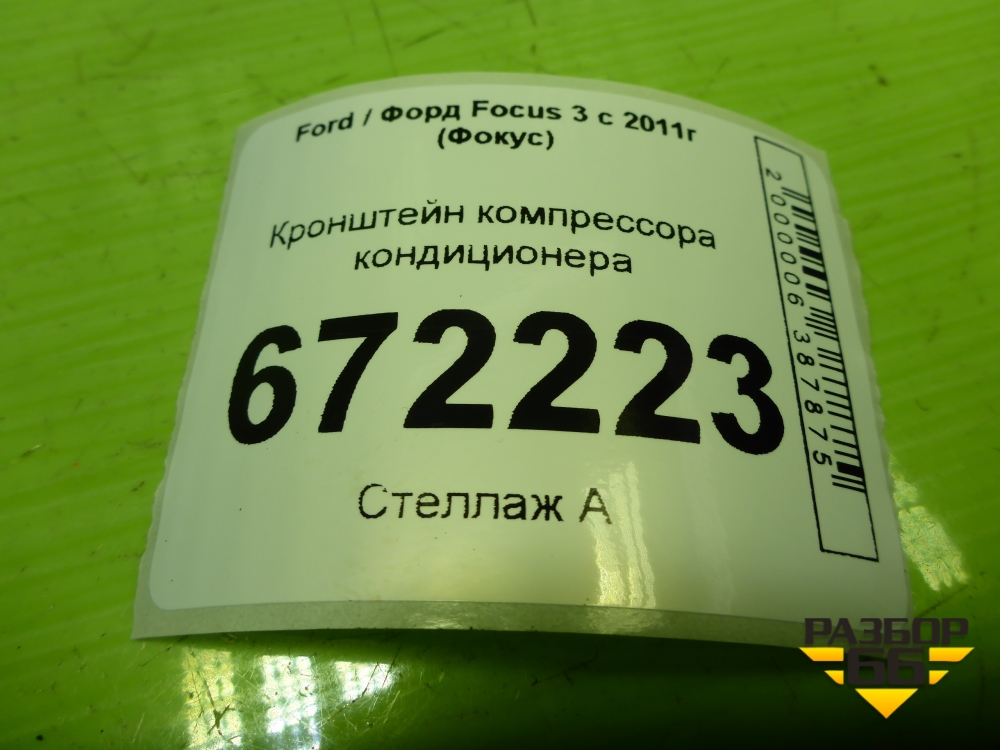 Ford / Форд Focus 3 с 2011г
(Фокус)
Кронштейн компрессора
кондиционера
672223
Стеллаж А
2000006387875
РАЗБОР
66